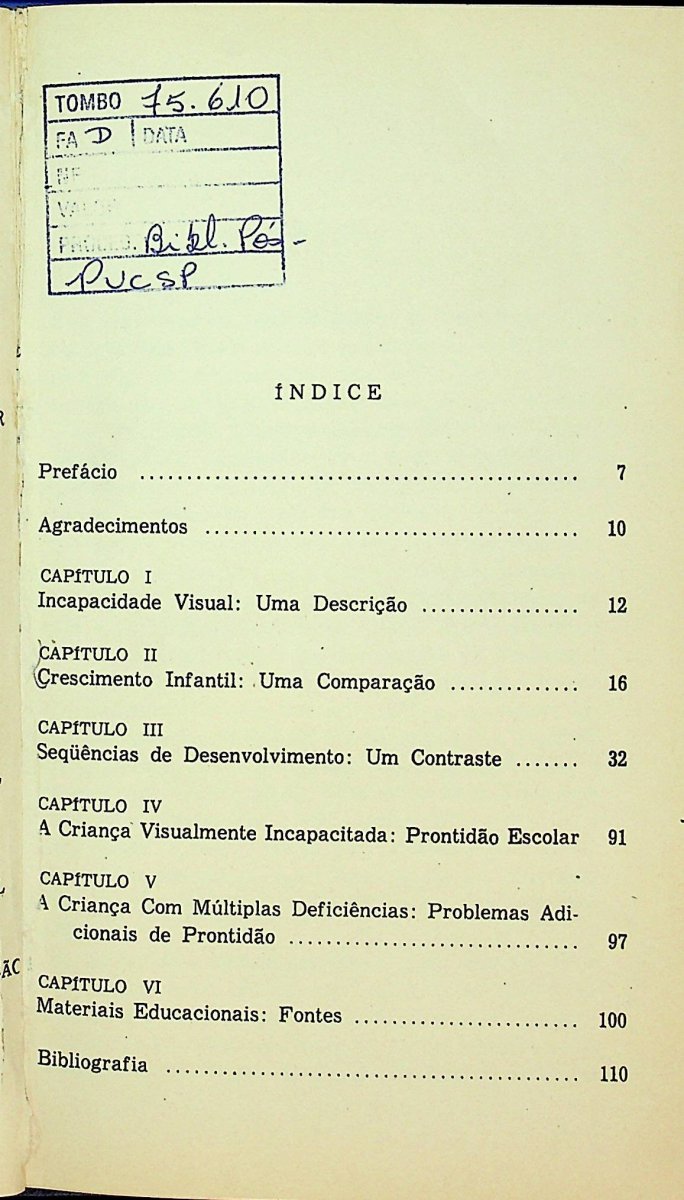 TOMBO 75.610
FA D DATA
NF
VALOR
PROCES. Bibl. Pós-
PUCSP
ÍNDICE
Prefácio ................................................ 7
Agradecimentos ........................................ 10
CAPÍTULO I
Incapacidade Visual: Uma Descrição ................. 12
CAPÍTULO II
Crescimento Infantil: Uma Comparação .............. 16
CAPÍTULO III
Seqüências de Desenvolvimento: Um Contraste ....... 32
CAPÍTULO IV
A Criança Visualmente Incapacitada: Prontidão Escolar 91
CAPÍTULO V
A Criança Com Múltiplas Deficiências: Problemas Adi-
cionais de Prontidão ............................... 97
CAPÍTULO VI
Materiais Educacionais: Fontes ........................ 100
Bibliografia ............................................ 110